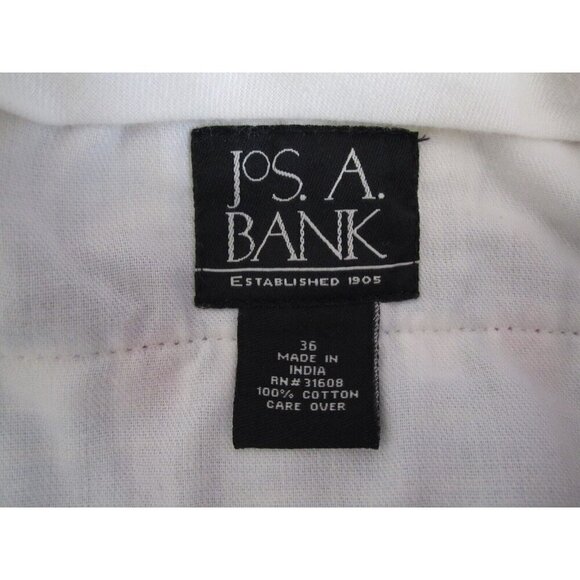 JOS. A.
BANK
ESTABLISHED 1905
36
MADE IN
INDIA
RN# 31608
100% COTTON
CARE OVER